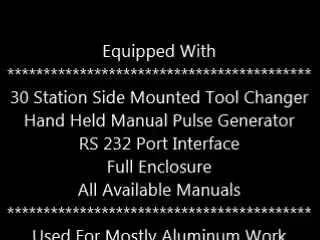 Equipped With
******************************************
30 Station Side Mounted Tool Changer
Hand Held Manual Pulse Generator
RS 232 Port Interface
Full Enclosure
All Available Manuals
******************************************
Used For Mostly Aluminum Work